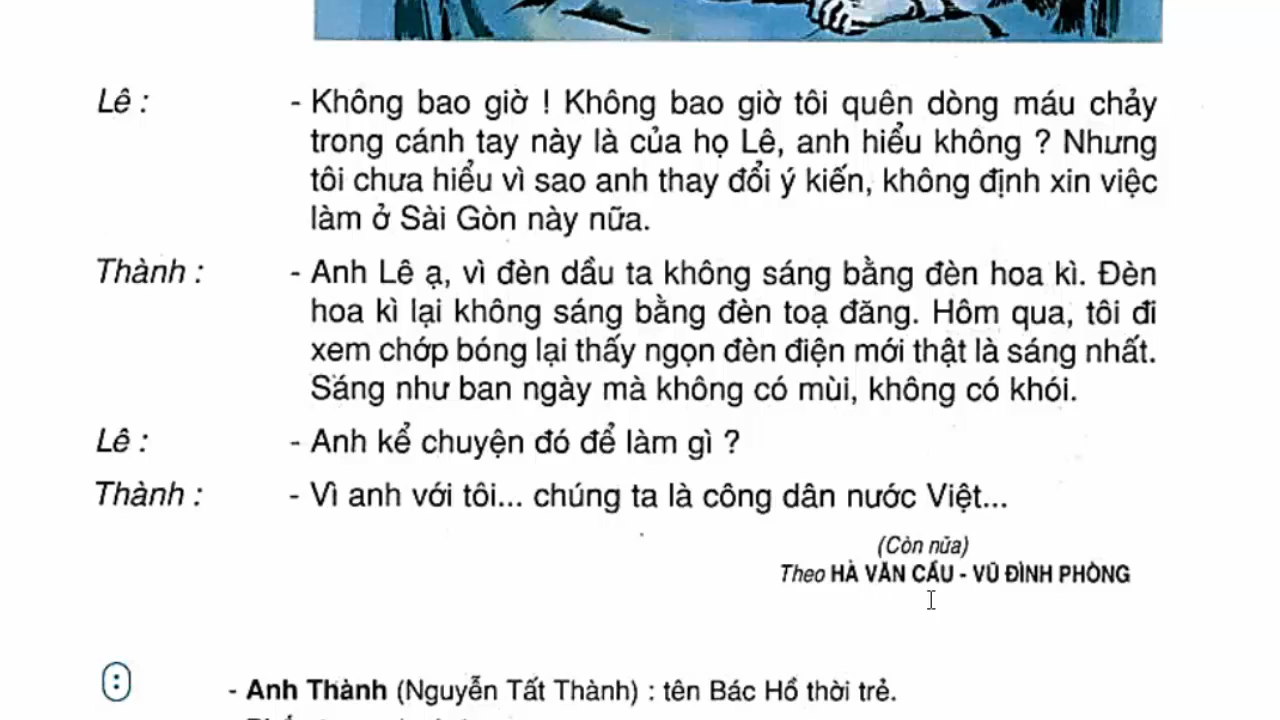 Lê : - Không bao giờ ! Không bao giờ tôi quên dòng máu chảy
trong cánh tay này là của họ Lê, anh hiểu không ? Nhưng
tôi chưa hiểu vì sao anh thay đổi ý kiến, không định xin việc
làm ở Sài Gòn này nữa.
Thành : - Anh Lê ạ, vì đèn dầu ta không sáng bằng đèn hoa kì. Đèn
hoa kì lại không sáng bằng đèn toạ đăng. Hôm qua, tôi đi
xem chớp bóng lại thấy ngọn đèn điện mới thật là sáng nhất.
Sáng như ban ngày mà không có mùi, không có khói.
Lê : - Anh kể chuyện đó để làm gì ?
Thành : - Vì anh với tôi... chúng ta là công dân nước Việt...
(Còn nữa)
Theo HÀ VĂN CẦU - VŨ ĐÌNH PHÒNG
- Anh Thành (Nguyễn Tất Thành) : tên Bác Hồ thời trẻ.